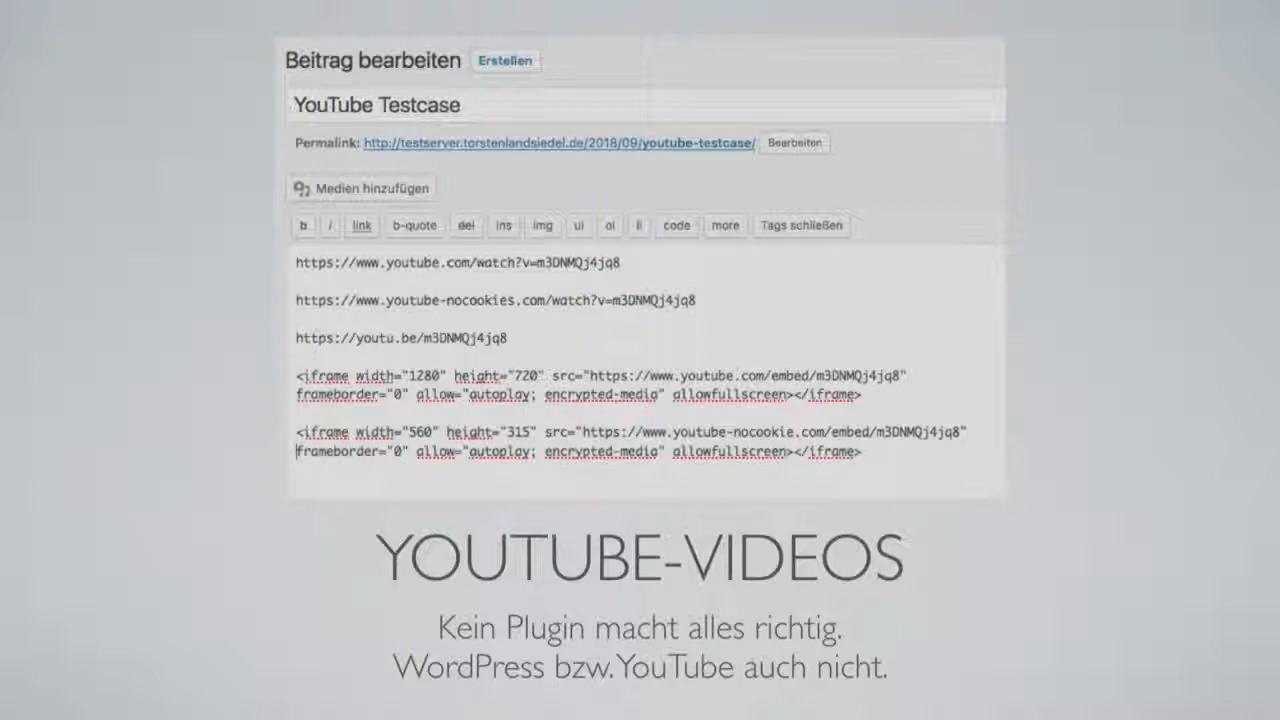 Beitrag bearbeiten Erstellen
YouTube Testcase
Permalink: http://testserver.torstenlandsiedel.de/2018/09/youtube-testcase/ Bearbeiten
Medien hinzufügen
b i link b-quote del ins img ul ol li code more Tags schließen
https://www.youtube.com/watch?v=m3DNMQj4jq8
https://www.youtube-nocookies.com/watch?v=m3DNMQj4jq8
https://youtu.be/m3DNMQj4jq8
<iframe width="1280" height="720" src="https://www.youtube.com/embed/m3DNMQj4jq8"
frameborder="0" allow="autoplay; encrypted-media" allowfullscreen></iframe>
<iframe width="560" height="315" src="https://www.youtube-nocookie.com/embed/m3DNMQj4jq8"
frameborder="0" allow="autoplay; encrypted-media" allowfullscreen></iframe>
YOUTUBE-VIDEOS
Kein Plugin macht alles richtig.
WordPress bzw. YouTube auch nicht.